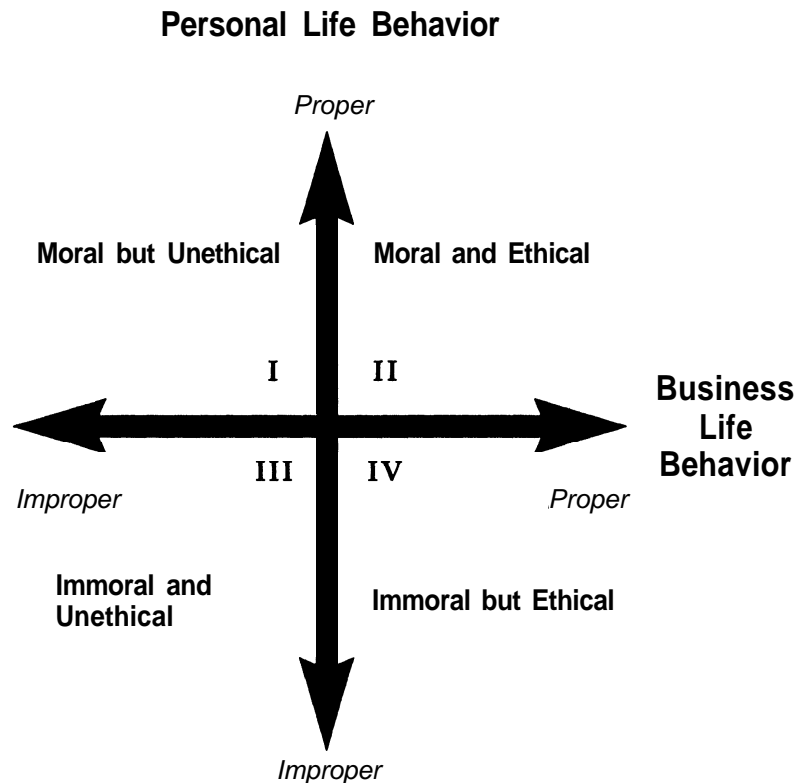 Personal Life Behavior
Proper
Moral but Unethical
Moral and Ethical
I
II
Business
Life
Behavior
III
IV
Improper
Proper
Immoral and
Unethical
Immoral but Ethical
Improper